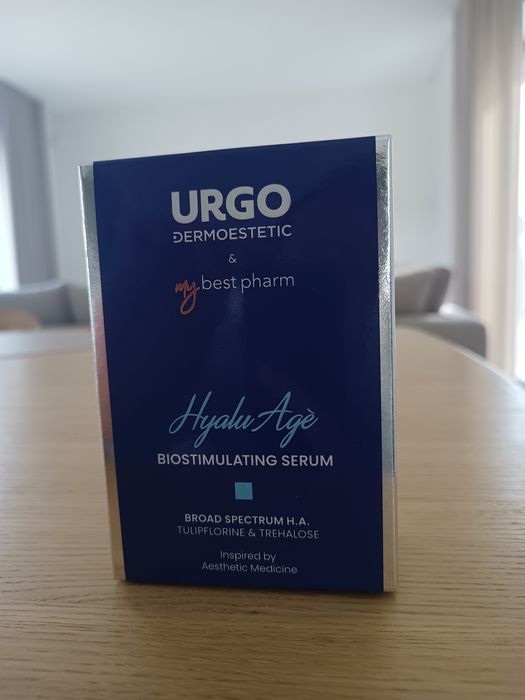 URGO
DERMOESTETIC
&
my best pharm
Hyalu Agè
BIOSTIMULATING SERUM
BROAD SPECTRUM H.A.
TULIPFLORINE & TREHALOSE
Inspired by
Aesthetic Medicine